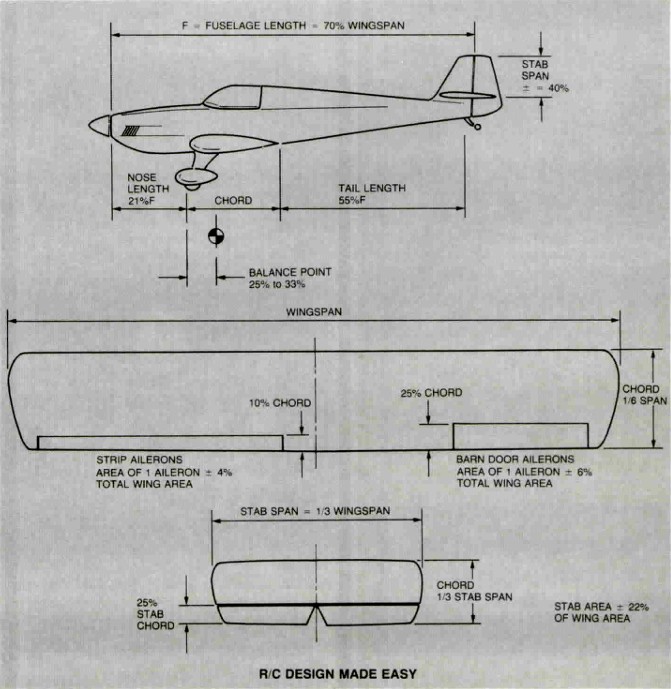 F = FUSELAGE LENGTH = 70% WINGSPAN
STAB
SPAN
± = 40%
NOSE
LENGTH
21%F
CHORD
TAIL LENGTH
55%F
BALANCE POINT
25% to 33%
WINGSPAN
10% CHORD
25% CHORD
CHORD
1/6 SPAN
STRIP AILERONS
AREA OF 1 AILERON ± 4%
TOTAL WING AREA
BARN DOOR AILERONS
AREA OF 1 AILERON ± 6%
TOTAL WING AREA
STAB SPAN = 1/3 WINGSPAN
CHORD
1/3 STAB SPAN
25%
STAB
CHORD
STAB AREA ± 22%
OF WING AREA
R/C DESIGN MADE EASY